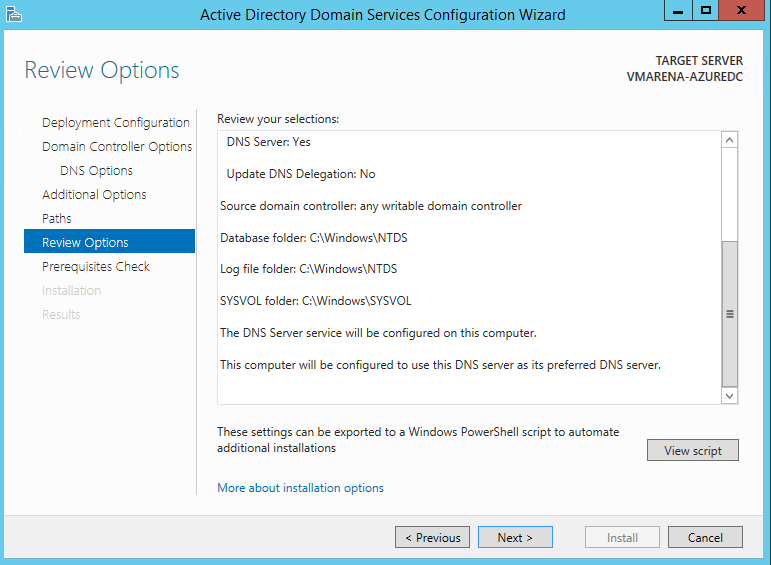 Active Directory Domain Services Configuration Wizard
Review Options
TARGET SERVER
VMARENA-AZUREDC
Deployment Configuration
Domain Controller Options
DNS Options
Additional Options
Paths
Review Options
Prerequisites Check
Installation
Results
Review your selections:
DNS Server: Yes
Update DNS Delegation: No
Source domain controller: any writable domain controller
Database folder: C:\Windows\NTDS
Log file folder: C:\Windows\NTDS
SYSVOL folder: C:\Windows\SYSVOL
The DNS Server service will be configured on this computer.
This computer will be configured to use this DNS server as its preferred DNS server.
These settings can be exported to a Windows PowerShell script to automate
additional installations
View script
More about installation options
< Previous
Next >
Install
Cancel